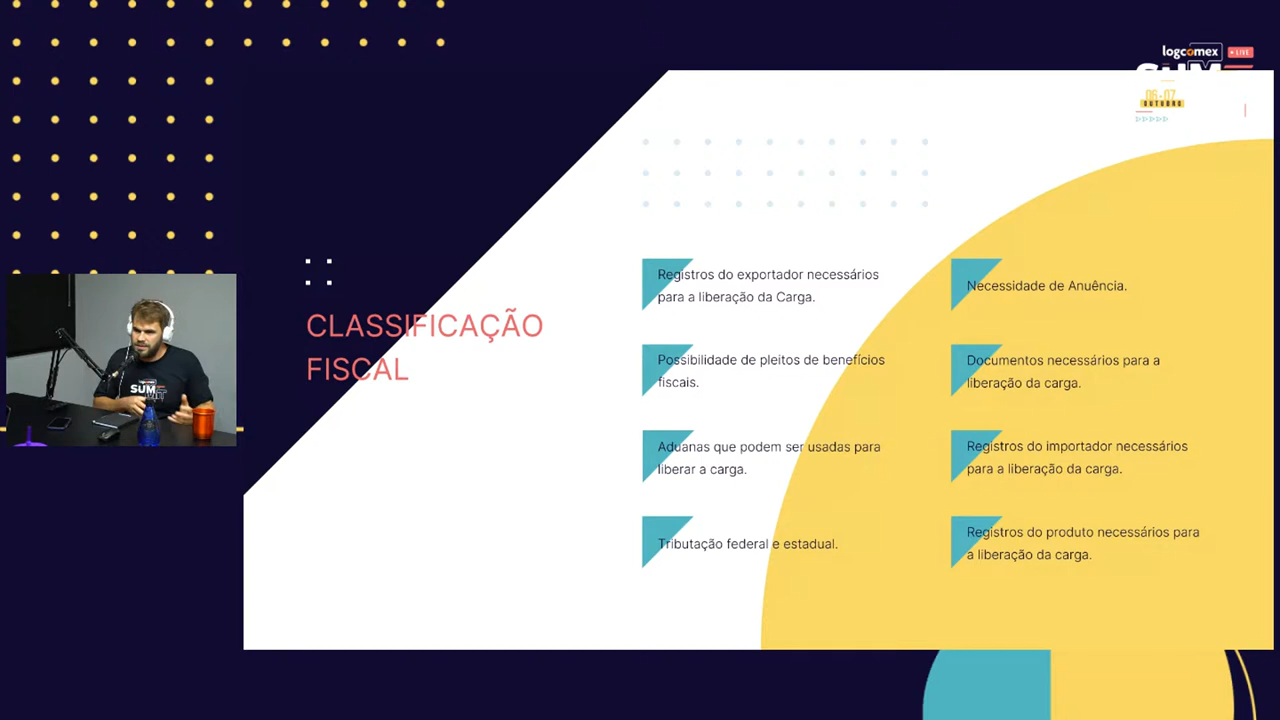 logcomex
LIVE
SUM
06-07
OUTUBRO
CLASSIFICAÇÃO
FISCAL
Registros do exportador necessários
para a liberação da Carga.
Possibilidade de pleitos de benefícios
fiscais.
Aduanas que podem ser usadas para
liberar a carga.
Tributação federal e estadual.
Necessidade de Anuência.
Documentos necessários para a
liberação da carga.
Registros do importador necessários
para a liberação da carga.
Registros do produto necessários para
a liberação da carga.
logcomex
SUM